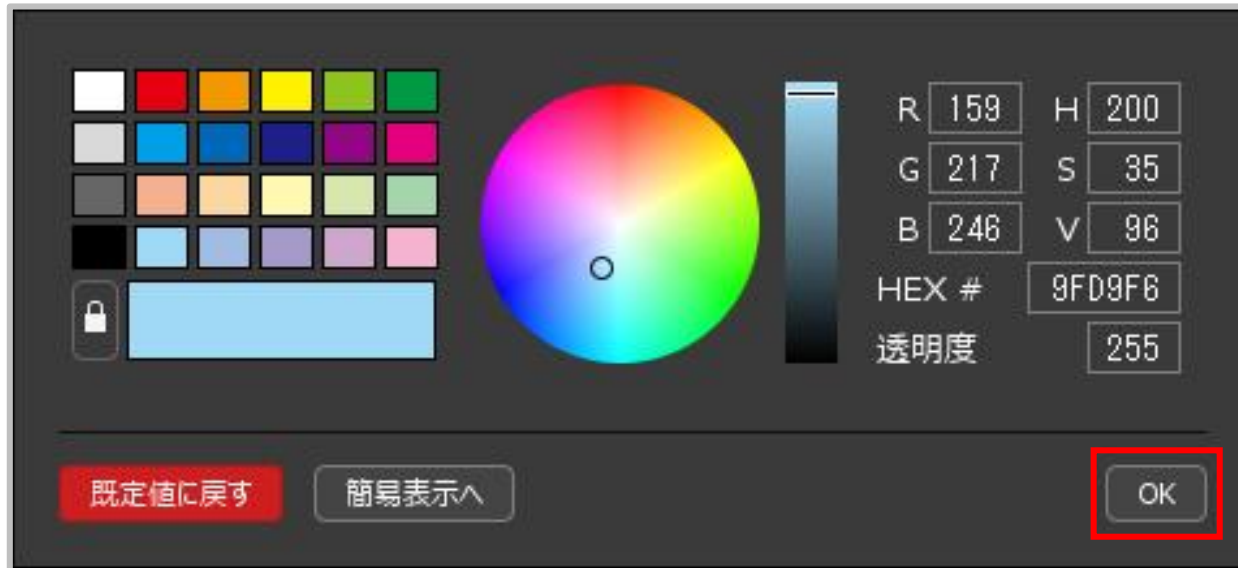 R 159 H 200
G 217 S 35
B 246 V 96
HEX # 9FD9F6
透明度 255
既定値に戻す 簡易表示へ OK